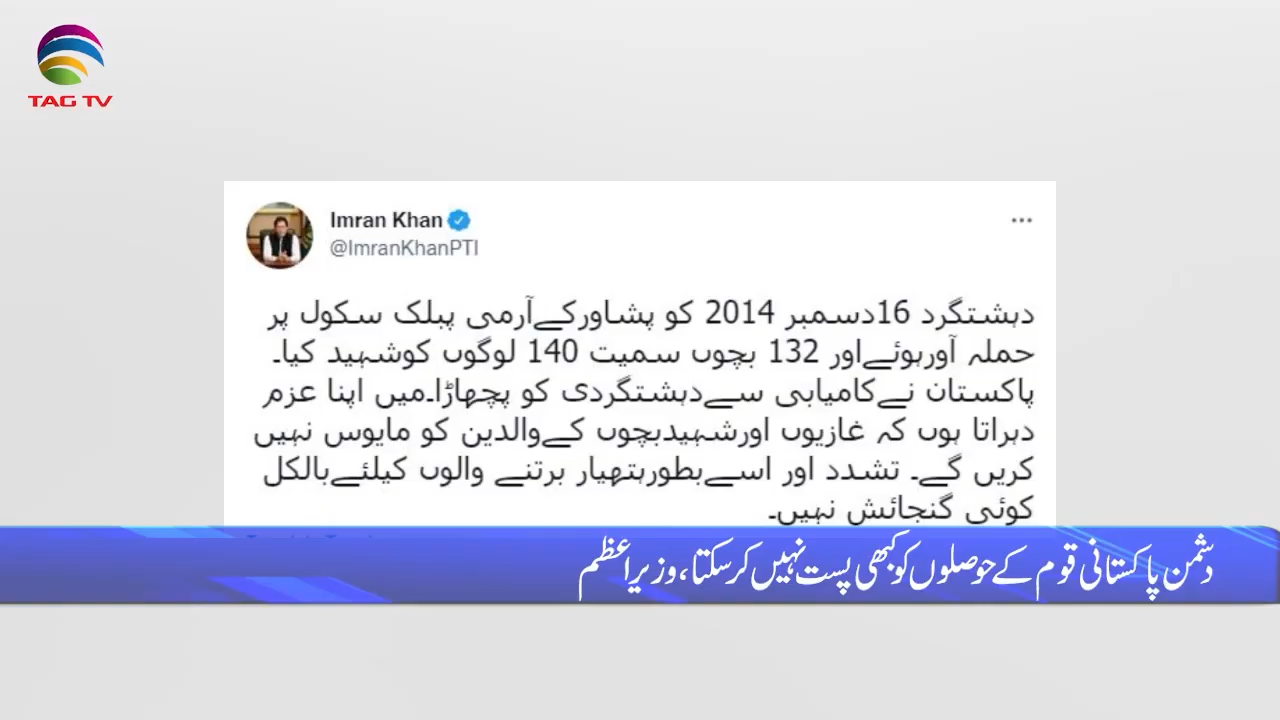 TAG TV
Imran Khan
@ImranKhanPTI
دہشتگرد 16دسمبر 2014 کو پشاورکےآرمی پبلک سکول پر
حملہ آورہوئےاور 132 بچوں سمیت 140 لوگوں کوشہید کیا۔
پاکستان نےکامیابی سےدہشتگردی کو پچھاڑا۔میں اپنا عزم
دہراتا ہوں کہ غازیوں اورشہیدبچوں کےوالدین کو مایوس نہیں
کریں گے۔ تشدد اور اسےبطورہتھیار برتنے والوں کیلئےبالکل
کوئی گنجائش نہیں۔
دشمن پاکستانی قوم کے حوصلوں کو کبھی پست نہیں کرسکتا، وزیراعظم